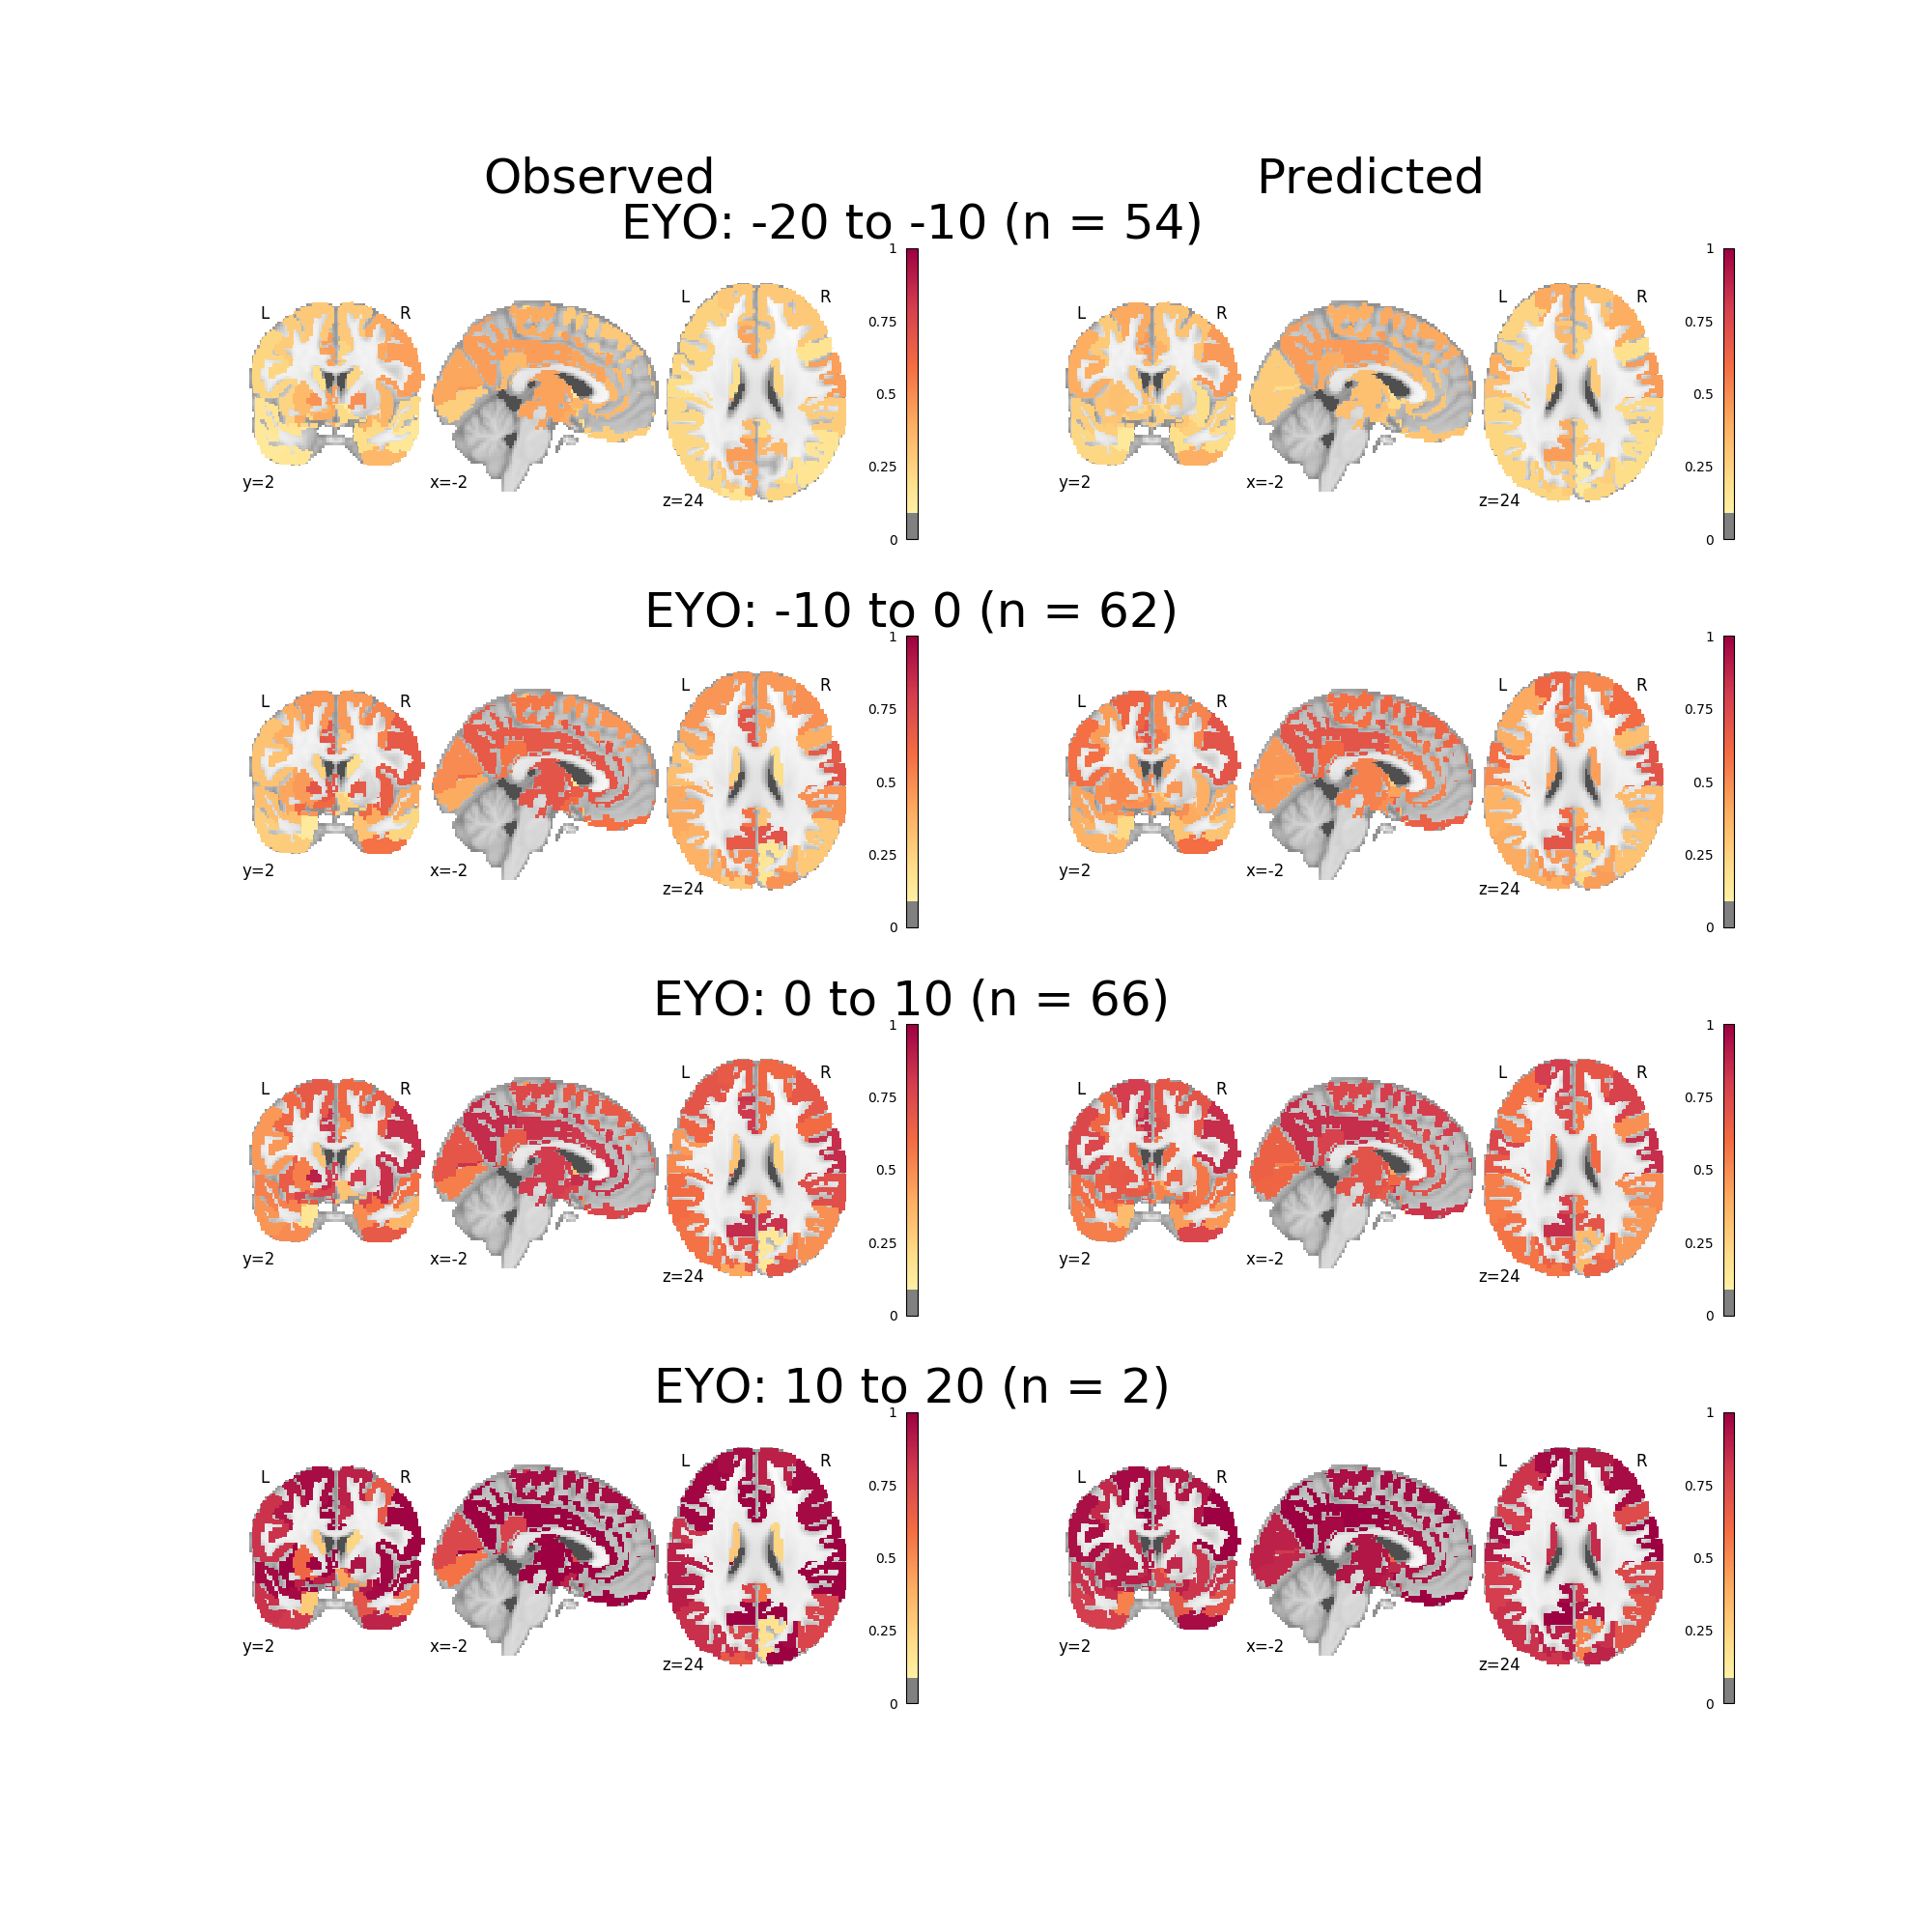 Observed
Predicted
EYO: -20 to -10 (n = 54)
L
R
L
R
y=2
x=-2
z=24
1
0.75
0.5
0.25
0
y=2
x=-2
z=24
L
R
L
R
1
0.75
0.5
0.25
0
EYO: -10 to 0 (n = 62)
L
R
L
R
y=2
x=-2
z=24
1
0.75
0.5
0.25
0
L
R
L
R
y=2
x=-2
z=24
1
0.75
0.5
0.25
0
EYO: 0 to 10 (n = 66)
L
R
L
R
y=2
x=-2
z=24
1
0.75
0.5
0.25
0
L
R
L
R
y=2
x=-2
z=24
1
0.75
0.5
0.25
0
EYO: 10 to 20 (n = 2)
L
R
L
R
y=2
x=-2
z=24
1
0.75
0.5
0.25
0
L
R
L
R
y=2
x=-2
z=24
1
0.75
0.5
0.25
0